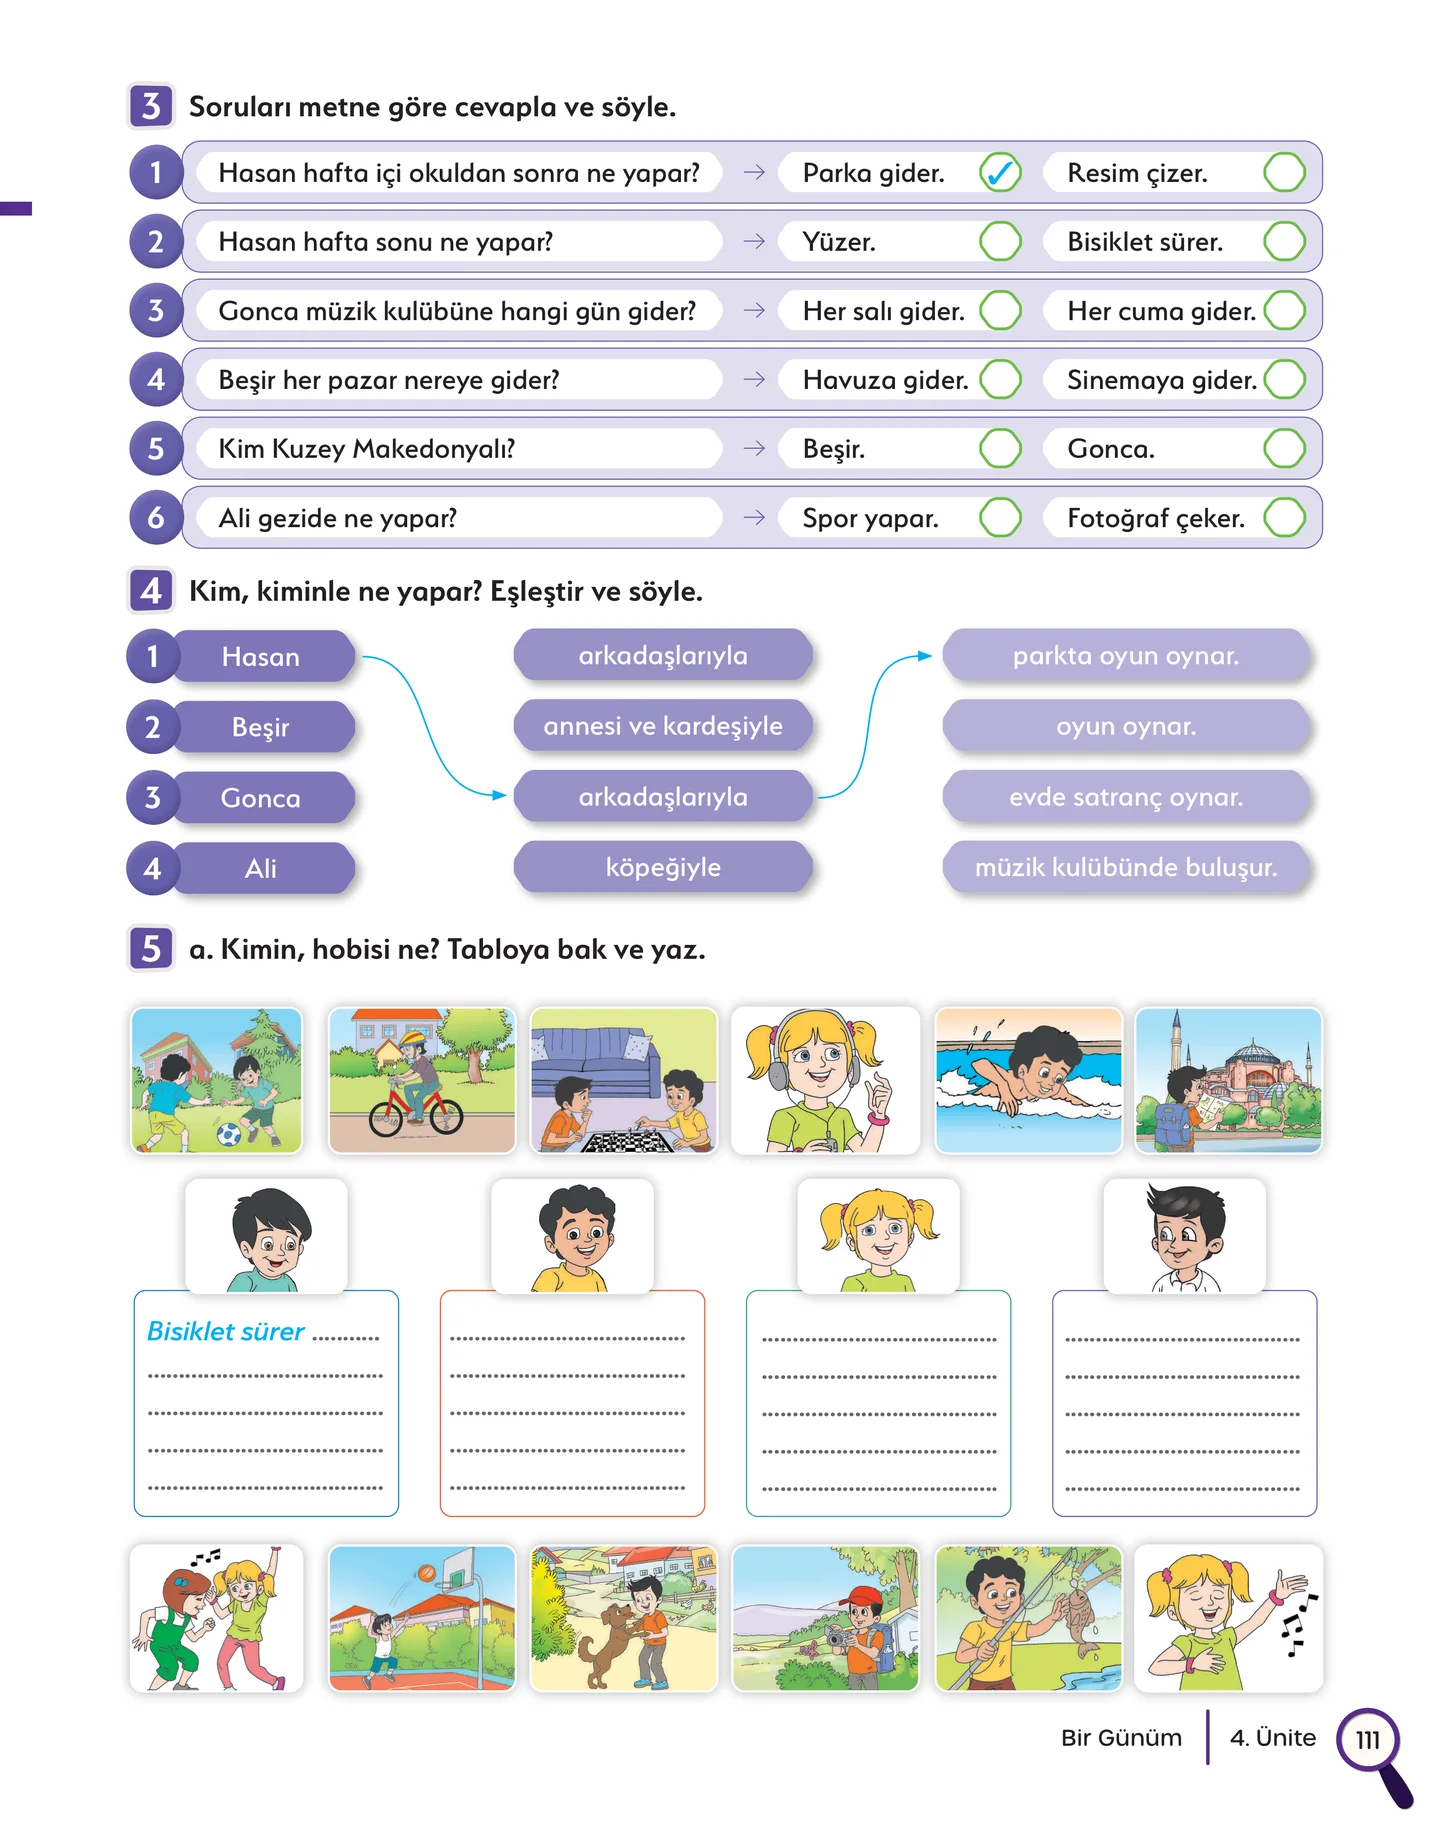 3 Soruları metne göre cevapla ve söyle.
1 Hasan hafta içi okuldan sonra ne yapar? → Parka gider. ✓ Resim çizer.
2 Hasan hafta sonu ne yapar? → Yüzer. Bisiklet sürer.
3 Gonca müzik kulübüne hangi gün gider? → Her salı gider. Her cuma gider.
4 Beşir her pazar nereye gider? → Havuza gider. Sinemaya gider.
5 Kim Kuzey Makedonyalı? → Beşir. Gonca.
6 Ali gezide ne yapar? → Spor yapar. Fotoğraf çeker.
4 Kim, kiminle ne yapar? Eşleştir ve söyle.
1 Hasan arkadaşlarıyla parkta oyun oynar.
2 Beşir annesi ve kardeşiyle oyun oynar.
3 Gonca arkadaşlarıyla evde satranç oynar.
4 Ali köpeğiyle müzik kulübünde buluşur.
5 a. Kimin, hobisi ne? Tabloya bak ve yaz.
Bisiklet sürer ...........
Bir Günüm 4. Ünite 111